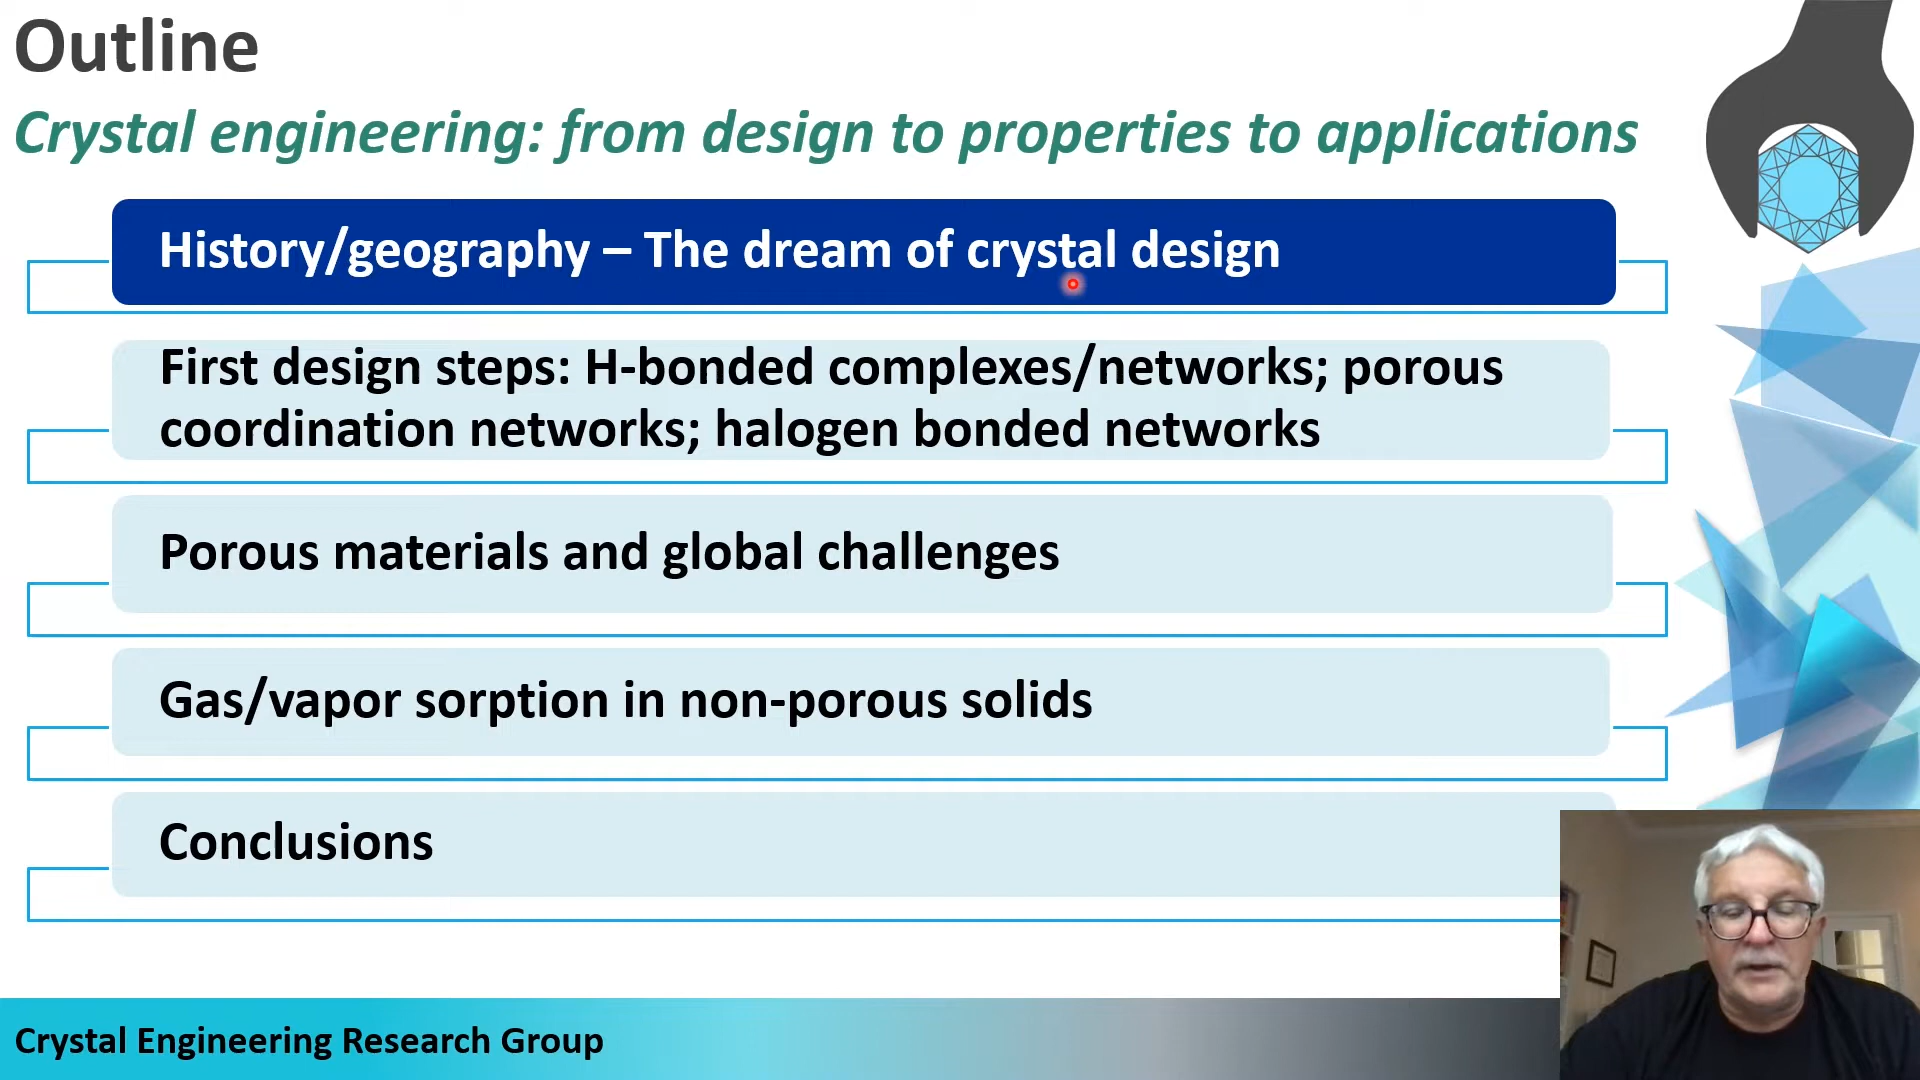 Outline
Crystal engineering: from design to properties to applications
History/geography – The dream of crystal design
First design steps: H-bonded complexes/networks; porous
coordination networks; halogen bonded networks
Porous materials and global challenges
Gas/vapor sorption in non-porous solids
Conclusions
Crystal Engineering Research Group